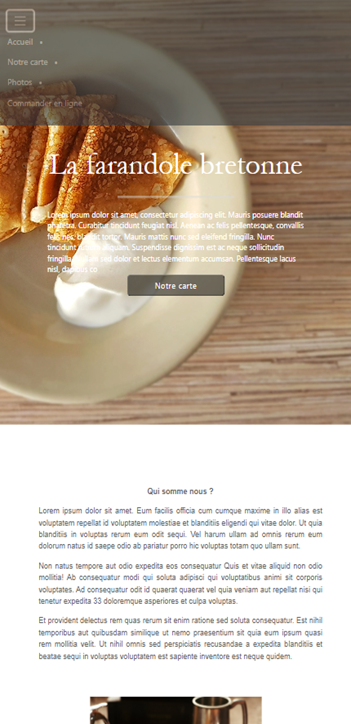 Accueil
Notre carte
Photos
Commander en ligne
La farandole bretonne
Lorem ipsum dolor sit amet, consectetur adipiscing elit. Mauris posuere blandit
pharetra. Curabitur tincidunt feugiat nisl. Aenean ac felis pellentesque, convallis
felis nec, blandit tortor. Mauris mattis nunc sed eleifend fringilla. Nunc
tincidunt aliquam. Suspendisse dignissim est ac neque sollicitudin
fringilla. sed dolor et lectus elementum accumsan. Pellentesque lacus
nisl, dapibus co
Notre carte
Qui somme nous ?
Lorem ipsum dolor sit amet. Eum facilis officia cum cumque maxime in illo alias est
voluptatem repellat id voluptatem molestiae et blanditiis eligendi qui vitae dolor. Ut quia
blanditiis in voluptas rerum eum odit sequi. Vel harum ullam ad omnis rerum eum
dolorum natus id saepe odio ab pariatur porro hic voluptas totam quo ullam sunt.
Non natus tempore aut odio expedita eos consequatur Quis et vitae aliquid non odio
mollitia! Ab consequatur modi qui soluta adipisci qui voluptatibus animi sit corporis
voluptates. Ad consequatur odit id quaerat quaerat vel quia veniam aut repellat nisi qui
tenetur expedita 33 doloremque asperiores et culpa voluptas.
Et provident delectus rem quas rerum sit enim ratione sed soluta consequatur. Est nihil
temporibus aut quibusdam similique ut nemo praesentium sit quia eum ipsum quasi
rem mollitia velit. Ut nihil omnis sed perspiciatis recusandae a expedita blanditiis et
beatae sequi in voluptas voluptatem est sapiente inventore est neque quidem.